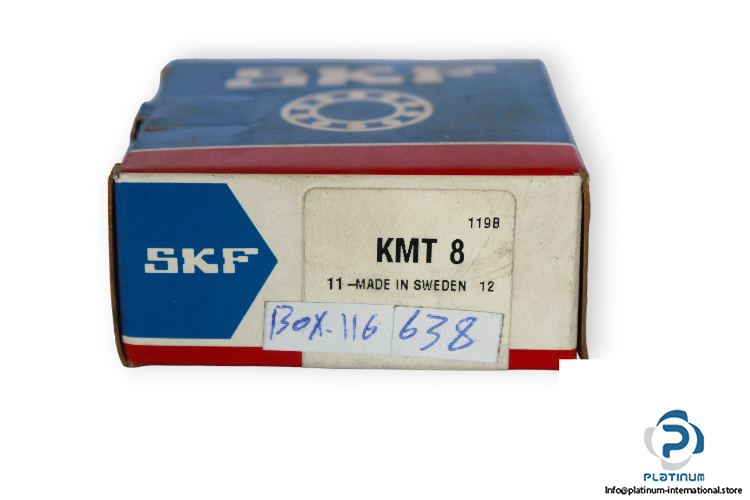 SKF
119B
KMT 8
SKF
11-MADE IN SWEDEN 12
BOX-116 638
PLATINUM
Info@platinum-international.store